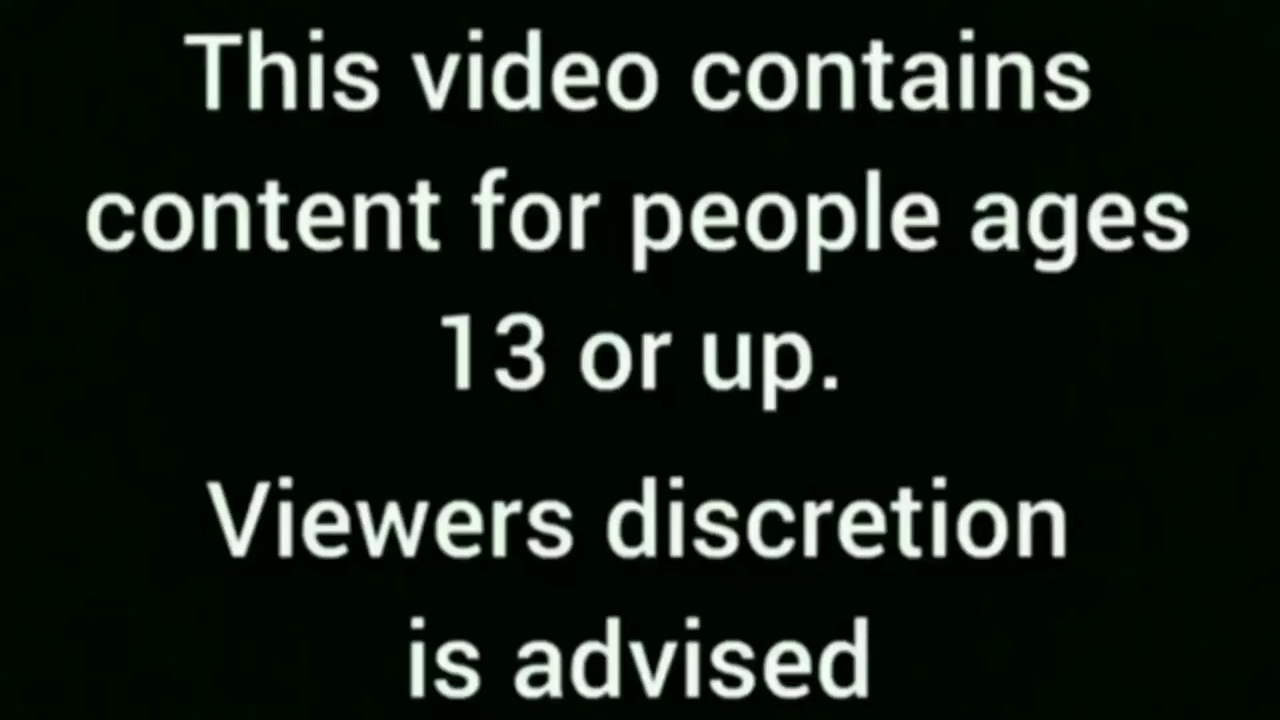 This video contains
content for people ages
13 or up.
Viewers discretion
is advised